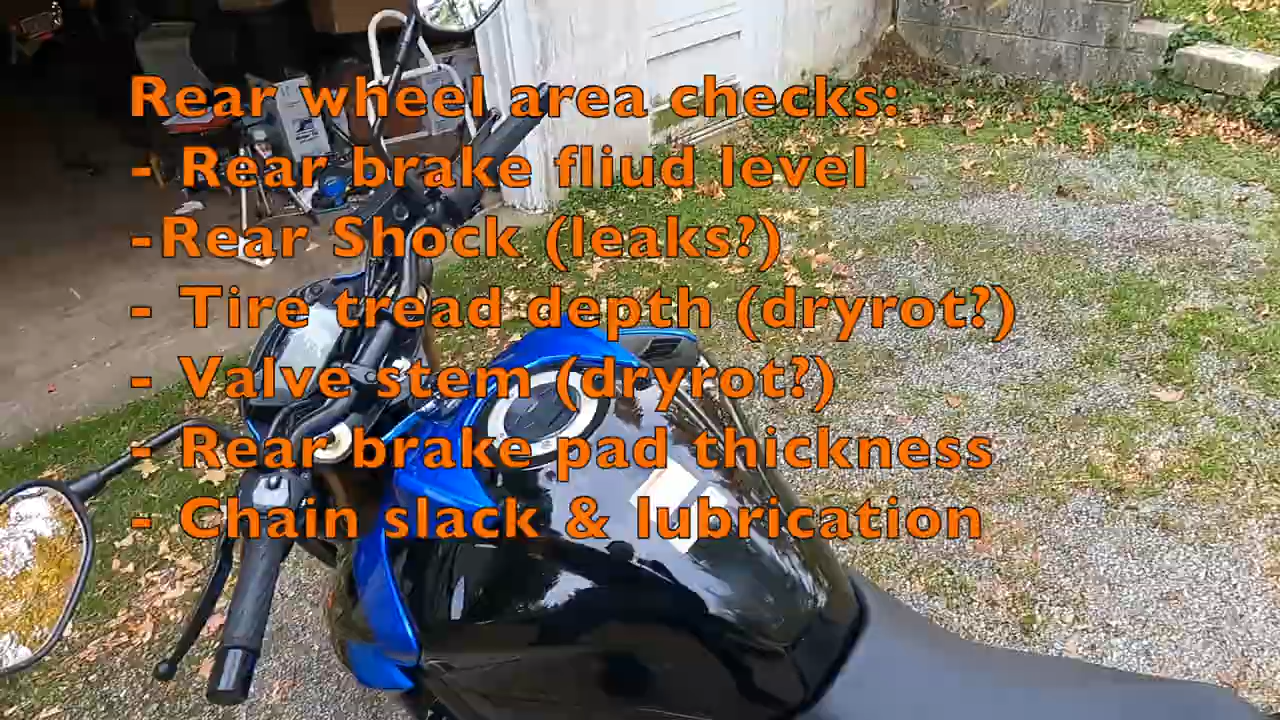 Rear wheel area checks:
- Rear brake fliud level
-Rear Shock (leaks?)
- Tire tread depth (dryrot?)
- Valve stem (dryrot?)
- Rear brake pad thickness
- Chain slack & lubrication